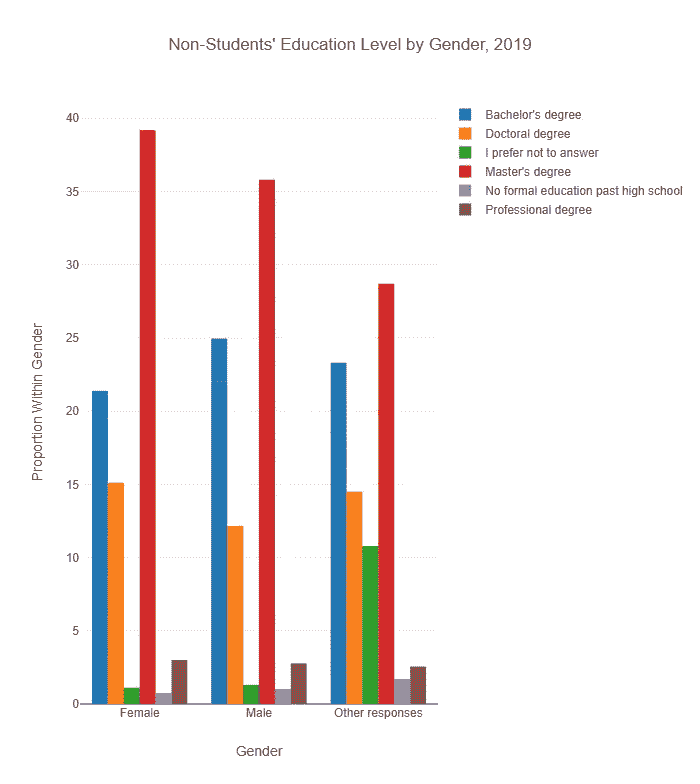 Non-Students' Education Level by Gender, 2019
40
35
30
25
20
15
10
5
0
Proportion Within Gender
Female
Male
Other responses
Gender
Bachelor's degree
Doctoral degree
I prefer not to answer
Master's degree
No formal education past high school
Professional degree